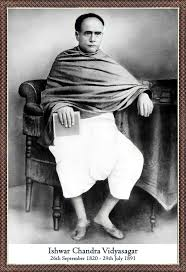 Ishwar Chandra Vidyasagar
26th September 1820 - 29th July 1891